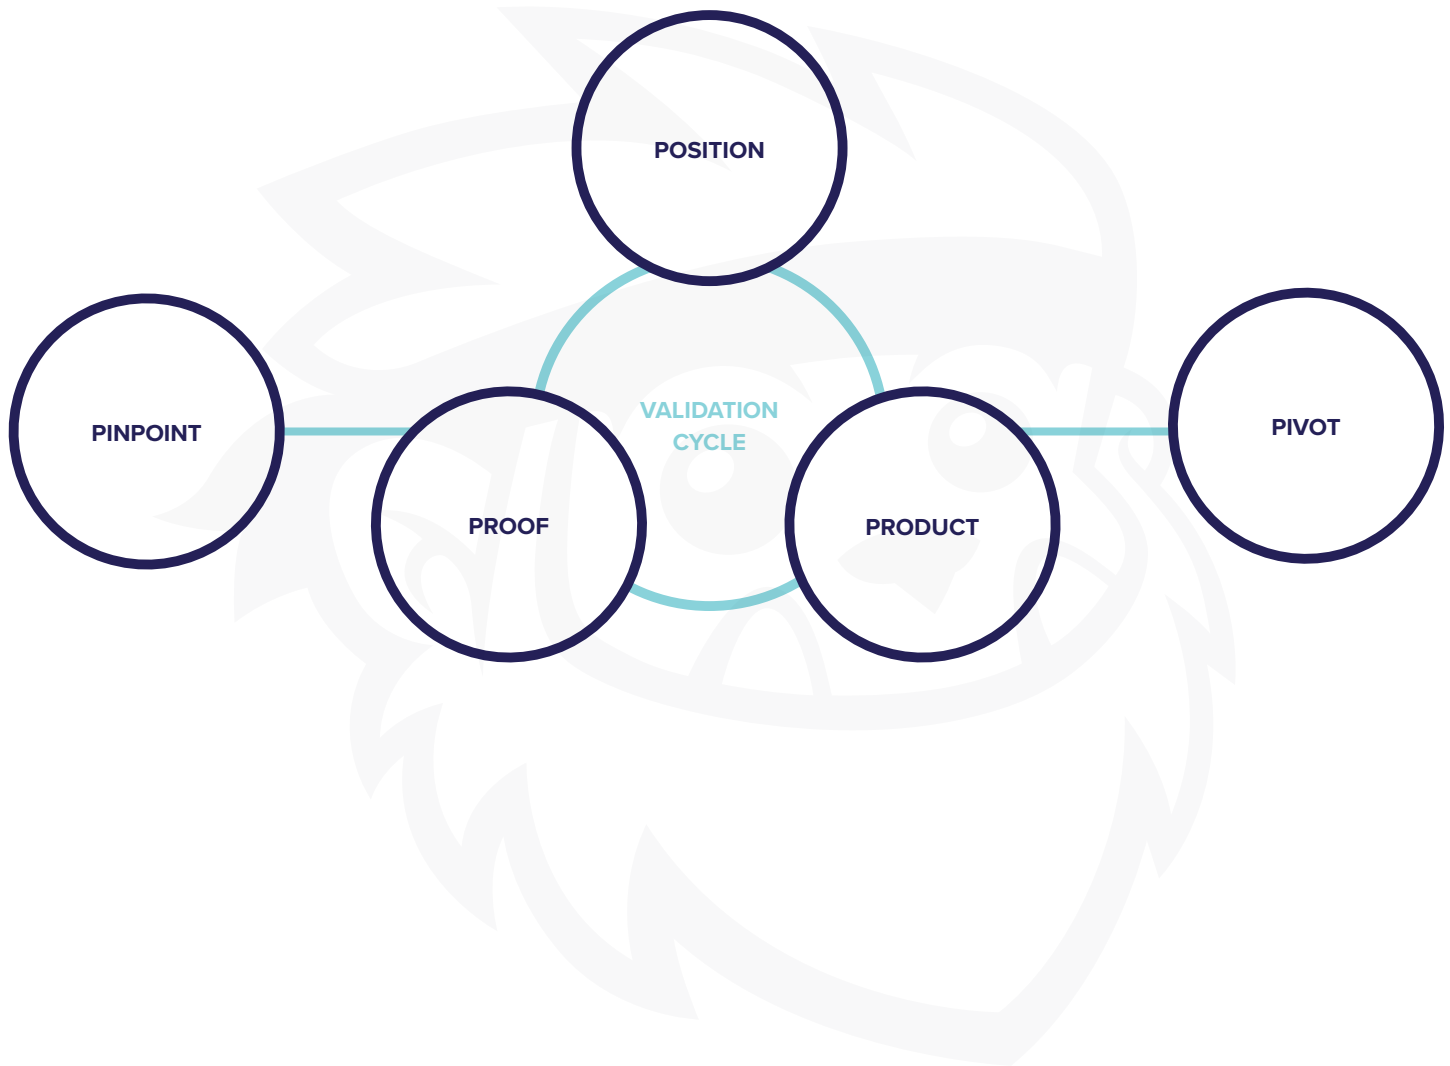 POSITION
PINPOINT
VALIDATION
CYCLE
PIVOT
PROOF
PRODUCT